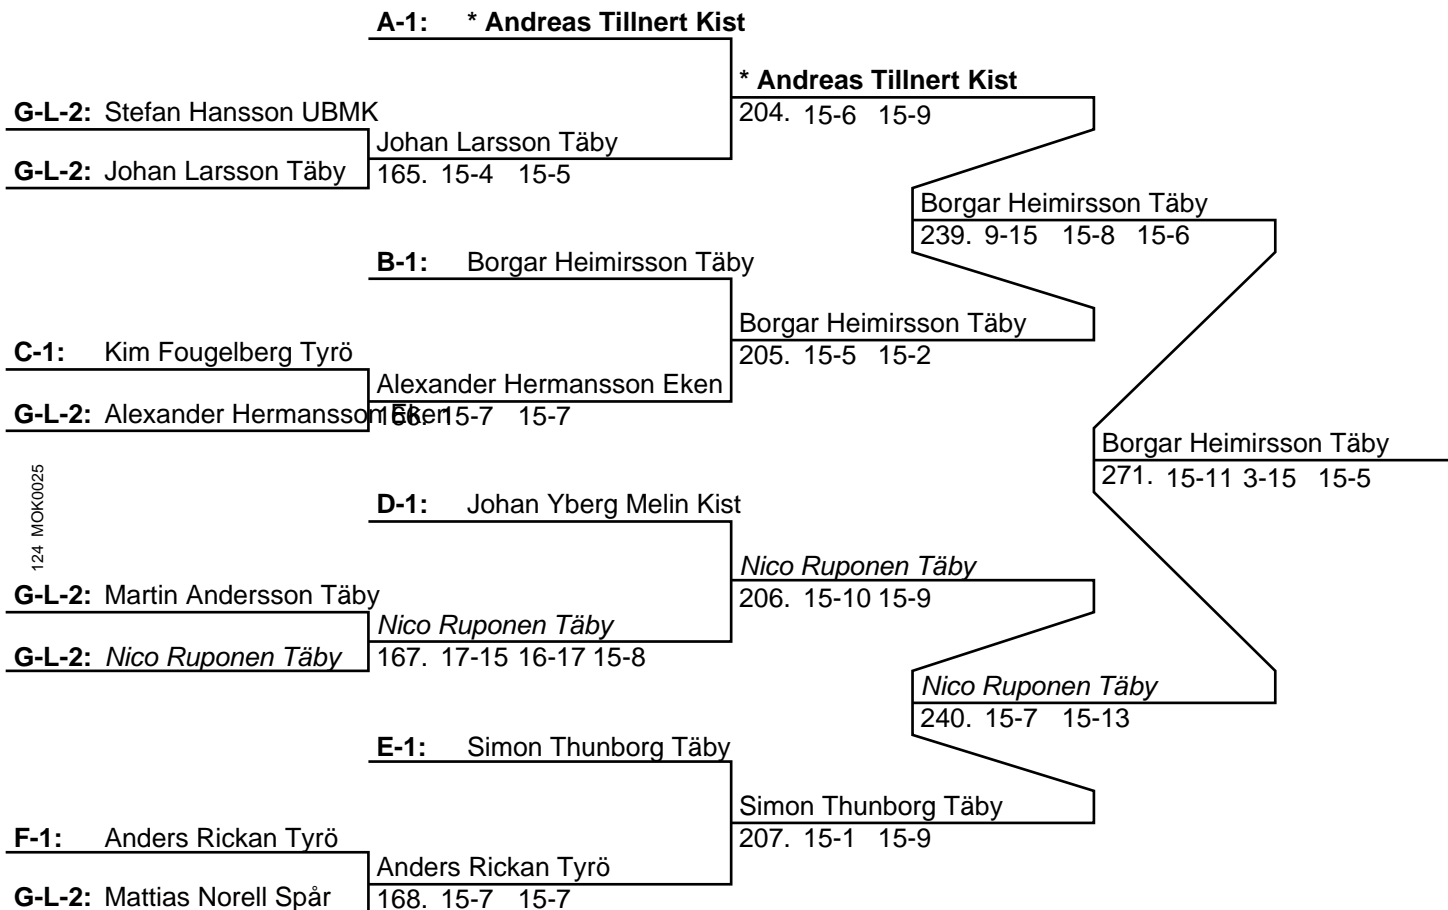 A-1: * Andreas Tillnert Kist
* Andreas Tillnert Kist
G-L-2: Stefan Hansson UBMK
204. 15-6 15-9
Johan Larsson Täby
G-L-2: Johan Larsson Täby
165. 15-4 15-5
Borgar Heimirsson Täby
239. 9-15 15-8 15-6
B-1: Borgar Heimirsson Täby
Borgar Heimirsson Täby
C-1: Kim Fougelberg Tyrö
205. 15-5 15-2
Alexander Hermansson Eken
G-L-2: Alexander Hermansson Eken
166. 15-7 15-7
Borgar Heimirsson Täby
271. 15-11 3-15 15-5
124 MOK0025
D-1: Johan Yberg Melin Kist
Nico Ruponen Täby
G-L-2: Martin Andersson Täby
206. 15-10 15-9
Nico Ruponen Täby
G-L-2: Nico Ruponen Täby
167. 17-15 16-17 15-8
Nico Ruponen Täby
240. 15-7 15-13
E-1: Simon Thunborg Täby
Simon Thunborg Täby
F-1: Anders Rickan Tyrö
207. 15-1 15-9
Anders Rickan Tyrö
G-L-2: Mattias Norell Spår
168. 15-7 15-7